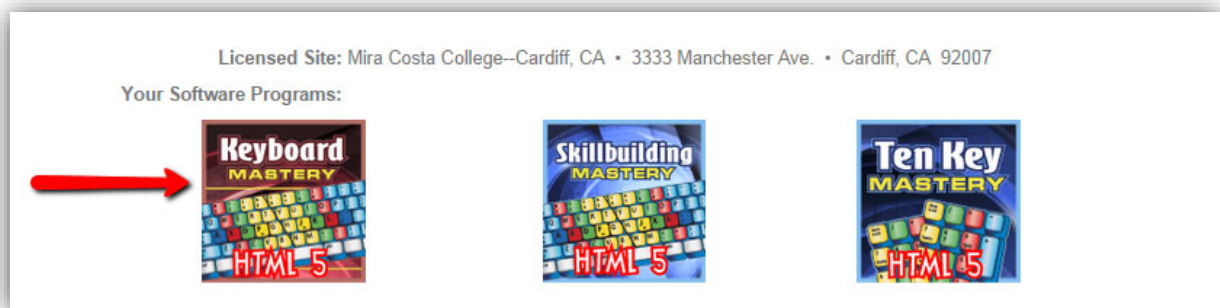 Licensed Site: Mira Costa College--Cardiff, CA • 3333 Manchester Ave. • Cardiff, CA 92007
Your Software Programs:
Keyboard
MASTERY
HTML 5
Skillbuilding
MASTERY
HTML 5
Ten Key
MASTERY
HTML 5